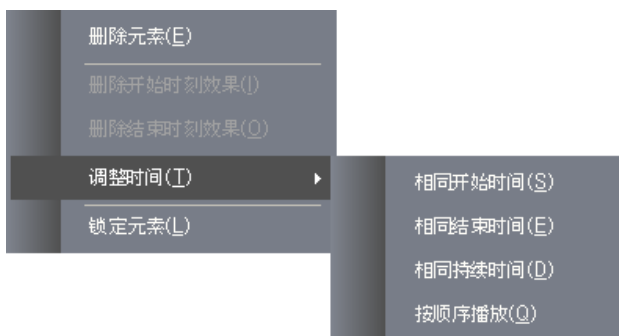 删除元素(E)
删除开始时刻效果(I)
删除结束时刻效果(O)
调整时间(T)
锁定元素(L)
相同开始时间(S)
相同结束时间(E)
相同持续时间(D)
按顺序播放(Q)